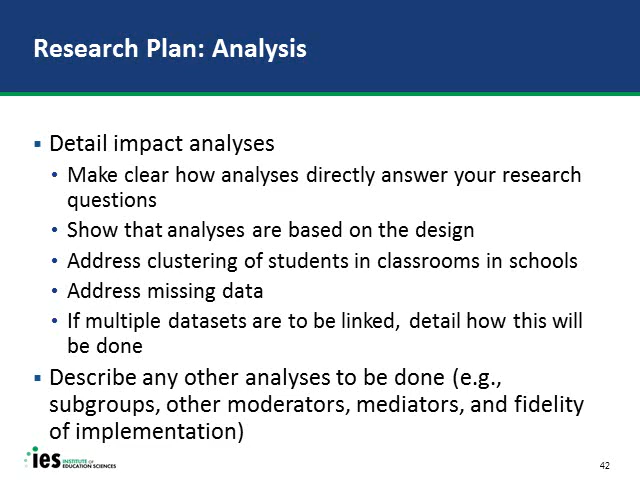 Research Plan: Analysis
▪ Detail impact analyses
• Make clear how analyses directly answer your research
questions
• Show that analyses are based on the design
• Address clustering of students in classrooms in schools
• Address missing data
• If multiple datasets are to be linked, detail how this will
be done
▪ Describe any other analyses to be done (e.g.,
subgroups, other moderators, mediators, and fidelity
of implementation)
ies INSTITUTE OF
EDUCATION SCIENCES
42